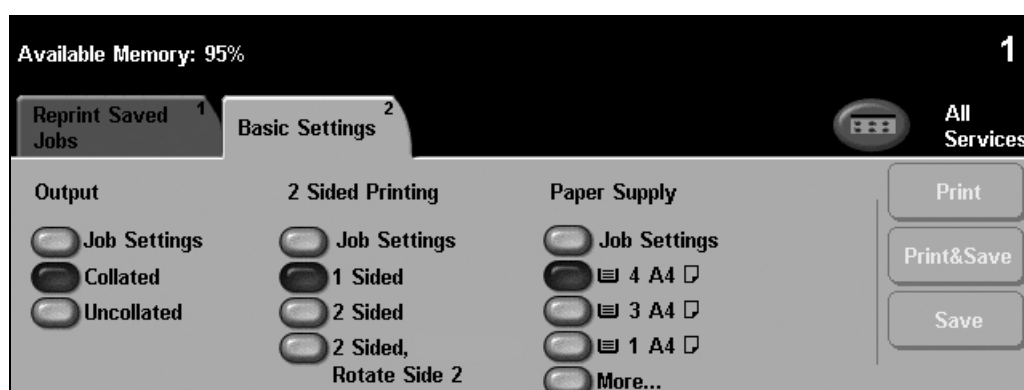 Available Memory: 95%
1
Reprint Saved
Jobs
1
Basic Settings
2
All
Services
Output
Job Settings
Collated
Uncollated
2 Sided Printing
Job Settings
1 Sided
2 Sided
2 Sided,
Rotate Side 2
Paper Supply
Job Settings
4 A4
3 A4
1 A4
More...
Print
Print&Save
Save